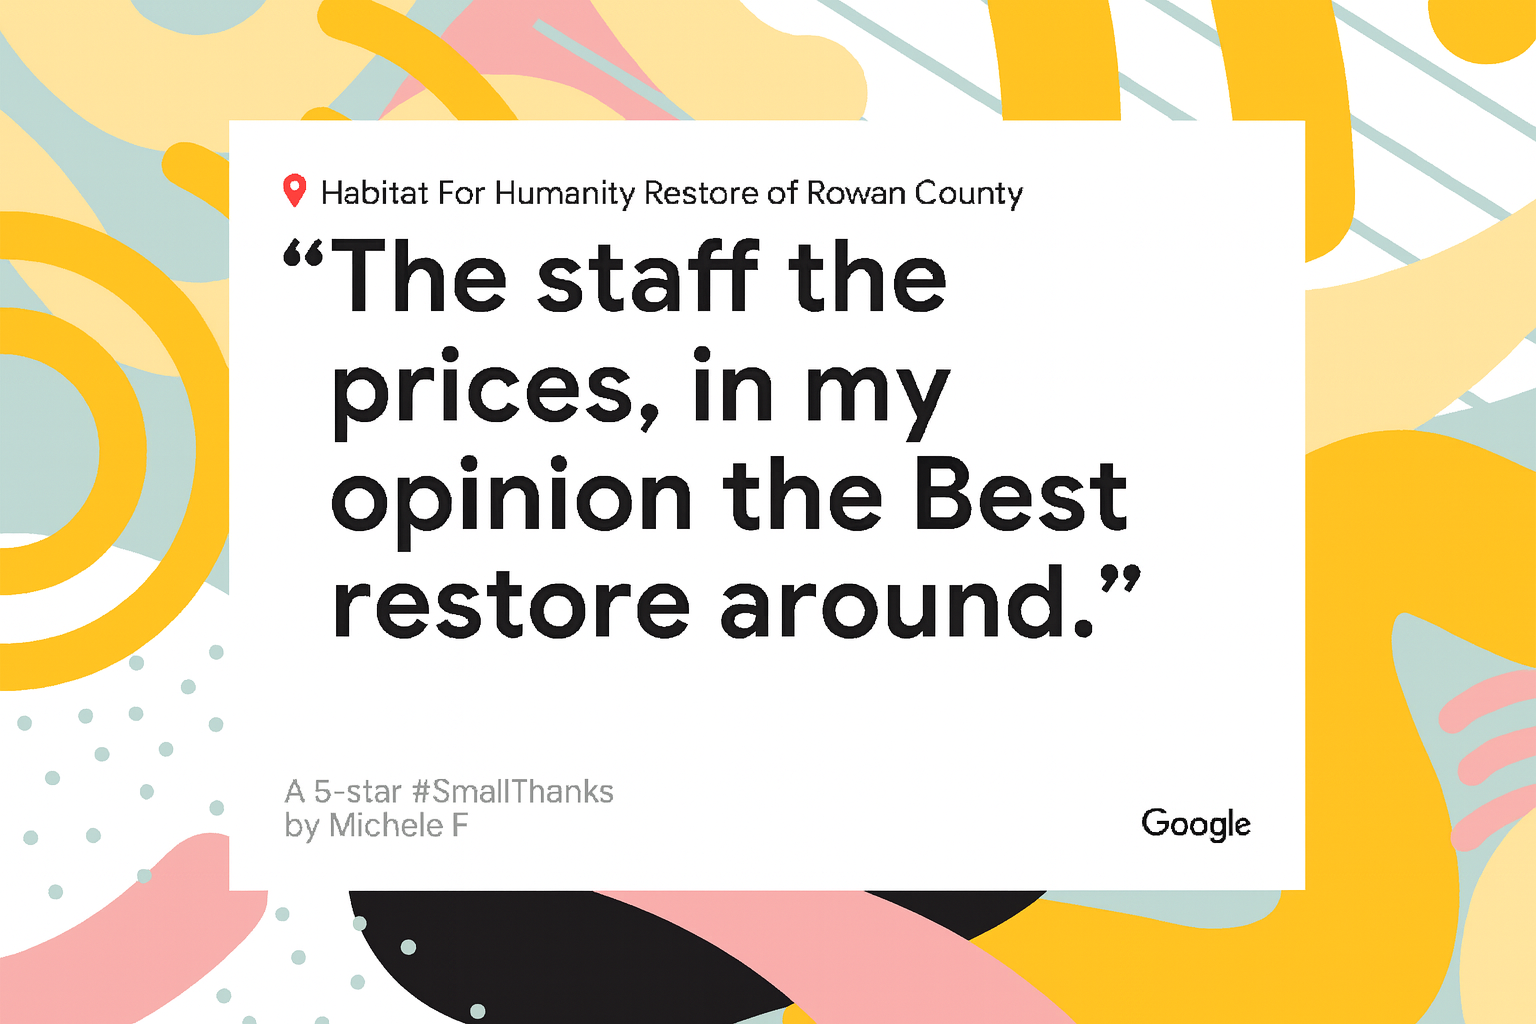 Habitat For Humanity Restore of Rowan County
“The staff the
prices, in my
opinion the Best
restore around.”
A 5-star #SmallThanks
by Michele F
Google